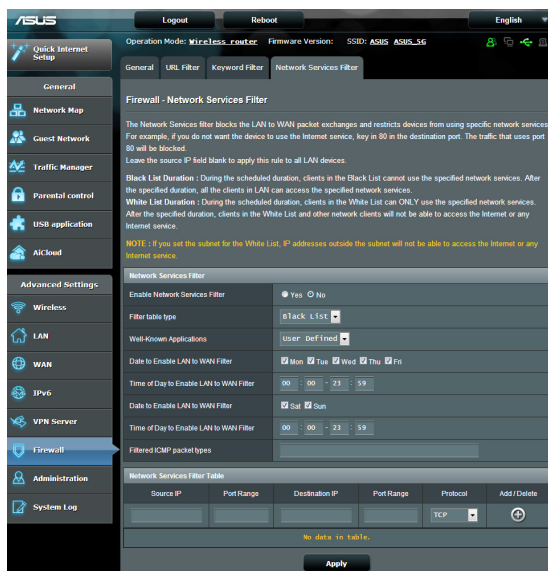 ASUS
Logout
Reboot
English
Operation Mode: Wireless router Firmware Version: SSID: ASUS ASUS_5G
Quick Internet Setup
General
Network Map
Guest Network
Traffic Manager
Parental control
USB application
AiCloud
Advanced Settings
Wireless
LAN
WAN
IPv6
VPN Server
Firewall
Administration
System Log
General URL Filter Keyword Filter Network Services Filter
Firewall - Network Services Filter
The Network Services filter blocks the LAN to WAN packet exchanges and restricts devices from using specific network services.
For example, if you do not want the device to use the Internet service, key in 80 in the destination port. The traffic that uses port
80 will be blocked.
Leave the source IP field blank to apply this rule to all LAN devices.
Black List Duration : During the scheduled duration, clients in the Black List cannot use the specified network services. After
the specified duration, all the clients in LAN can access the specified network services.
White List Duration : During the scheduled duration, clients in the White List can ONLY use the specified network services.
After the specified duration, clients in the White List and other network clients will not be able to access the Internet or any
Internet service.
NOTE : If you set the subnet for the White List, IP addresses outside the subnet will not be able to access the Internet or any
Internet service.
Network Services Filter
Enable Network Services Filter Yes No
Filter table type Black List
Well-Known Applications User Defined
Date to Enable LAN to WAN Filter Mon Tue Wed Thu Fri
Time of Day to Enable LAN to WAN Filter 00 : 00 - 23 : 59
Date to Enable LAN to WAN Filter Sat Sun
Time of Day to Enable LAN to WAN Filter 00 : 00 - 23 : 59
Filtered ICMP packet types
Network Services Filter Table
Source IP Port Range Destination IP Port Range Protocol Add / Delete
TCP
No data in table.
Apply